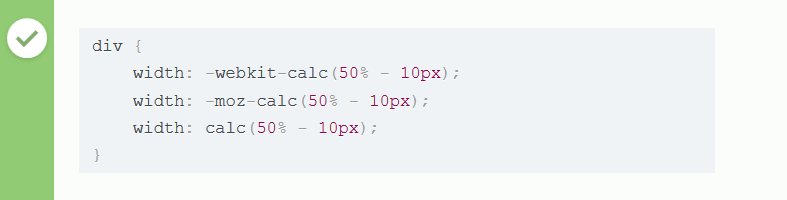 div {
    width: -webkit-calc(50% - 10px);
    width: -moz-calc(50% - 10px);
    width: calc(50% - 10px);
}